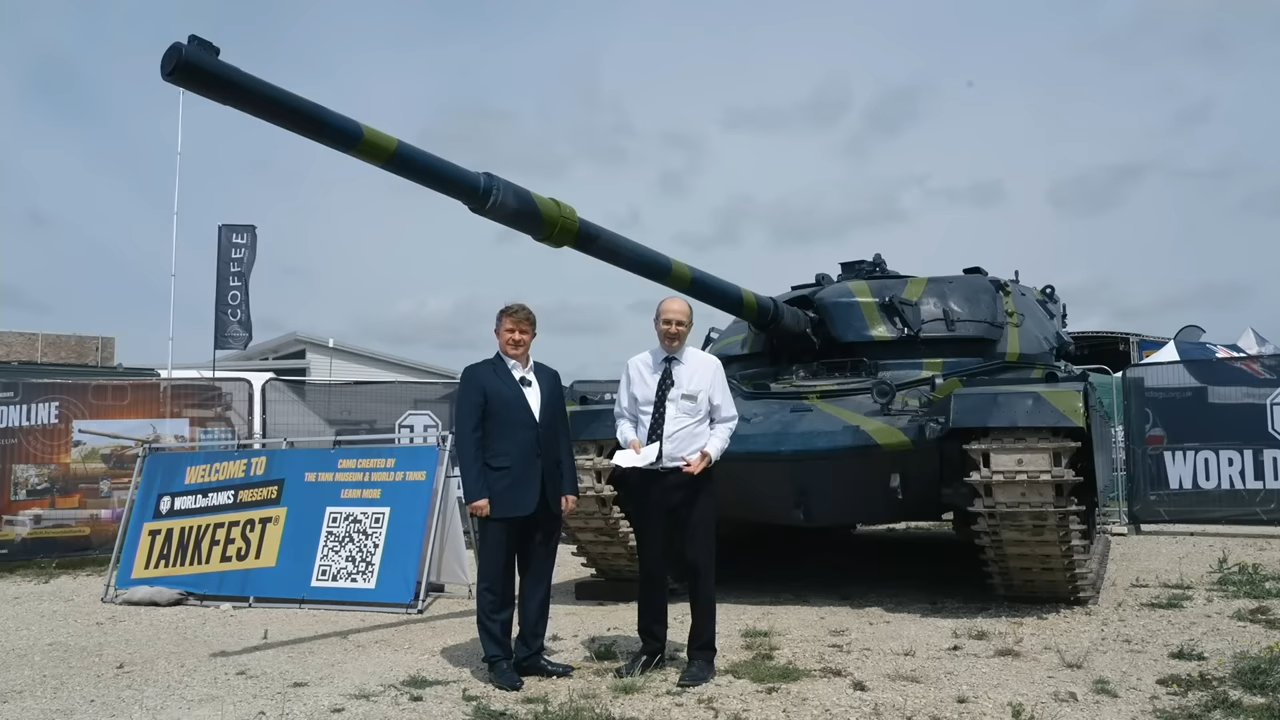 COFFEE
ONLINE
WELCOME TO
WORLD OF TANKS PRESENTS
TANKFEST®
CAMO CREATED BY
THE TANK MUSEUM & WORLD OF TANKS
LEARN MORE
WORLD